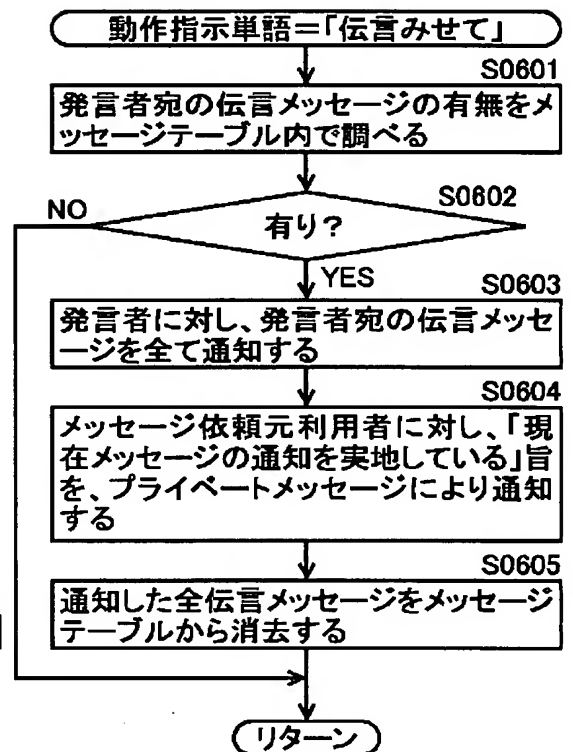 動作指示単語=「伝言みせて」
S0601
発言者宛の伝言メッセージの有無をメ
ッセージテーブル内で調べる
S0602
NO
有り?
YES
S0603
発言者に対し、発言者宛の伝言メッセ
ージを全て通知する
S0604
メッセージ依頼元利用者に対し、「現
在メッセージの通知を実地している」旨
を、プライベートメッセージにより通知
する
S0605
通知した全伝言メッセージをメッセージ
テーブルから消去する
リターン